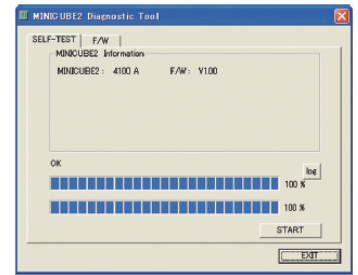 MINICUBE2 Diagnostic Tool
SELF-TEST F/W
MINICUBE2 Information
MINICUBE2 : 4100 A F/W : V1.00
OK
log
100 %
100 %
START
EXIT